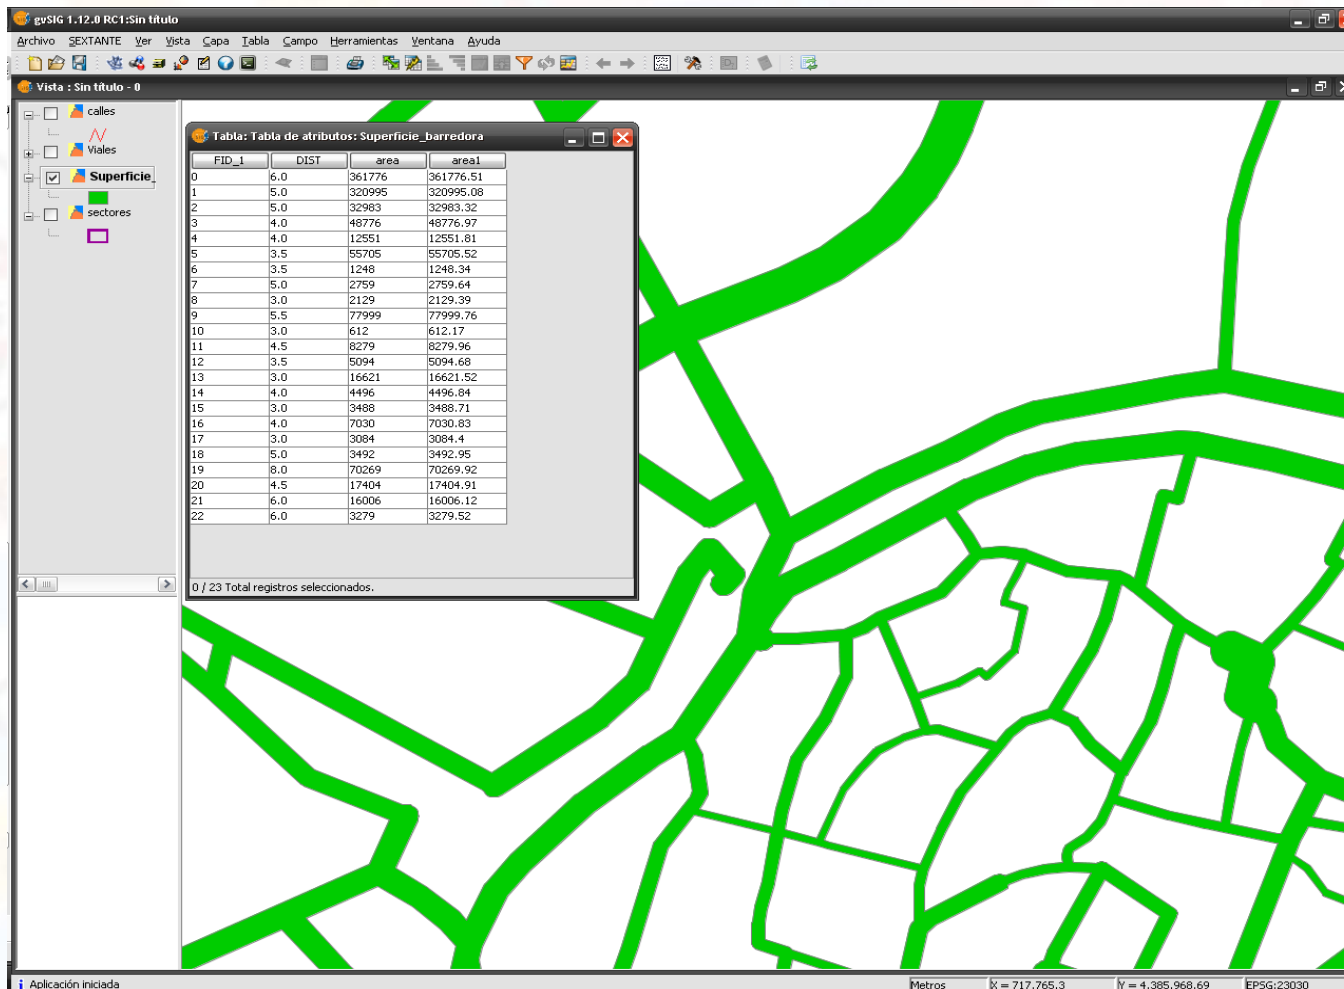 gvSIG 1.12.0 RC1:Sin título
Archivo SEXTANTE Ver Vista Capa Tabla Campo Herramientas Ventana Ayuda
Vista : Sin título - 0
calles
Viales
Superficie_
sectores
Tabla: Tabla de atributos: Superficie_barredora
FID_1 DIST area area1
0 6.0 361776 361776.51
1 5.0 320995 320995.08
2 5.0 32983 32983.32
3 4.0 48776 48776.97
4 4.0 12551 12551.81
5 3.5 55705 55705.52
6 3.5 1248 1248.34
7 5.0 2759 2759.64
8 3.0 2129 2129.39
9 5.5 77999 77999.76
10 3.0 612 612.17
11 4.5 8279 8279.96
12 3.5 5094 5094.68
13 3.0 16621 16621.52
14 4.0 4496 4496.84
15 3.0 3488 3488.71
16 4.0 7030 7030.83
17 3.0 3084 3084.4
18 5.0 3492 3492.95
19 8.0 70269 70269.92
20 4.5 17404 17404.91
21 6.0 16006 16006.12
22 6.0 3279 3279.52
0 / 23 Total registros seleccionados.
Aplicación iniciada
Metros X = 717.765,3 Y = 4.385.968,69 EPSG:23030